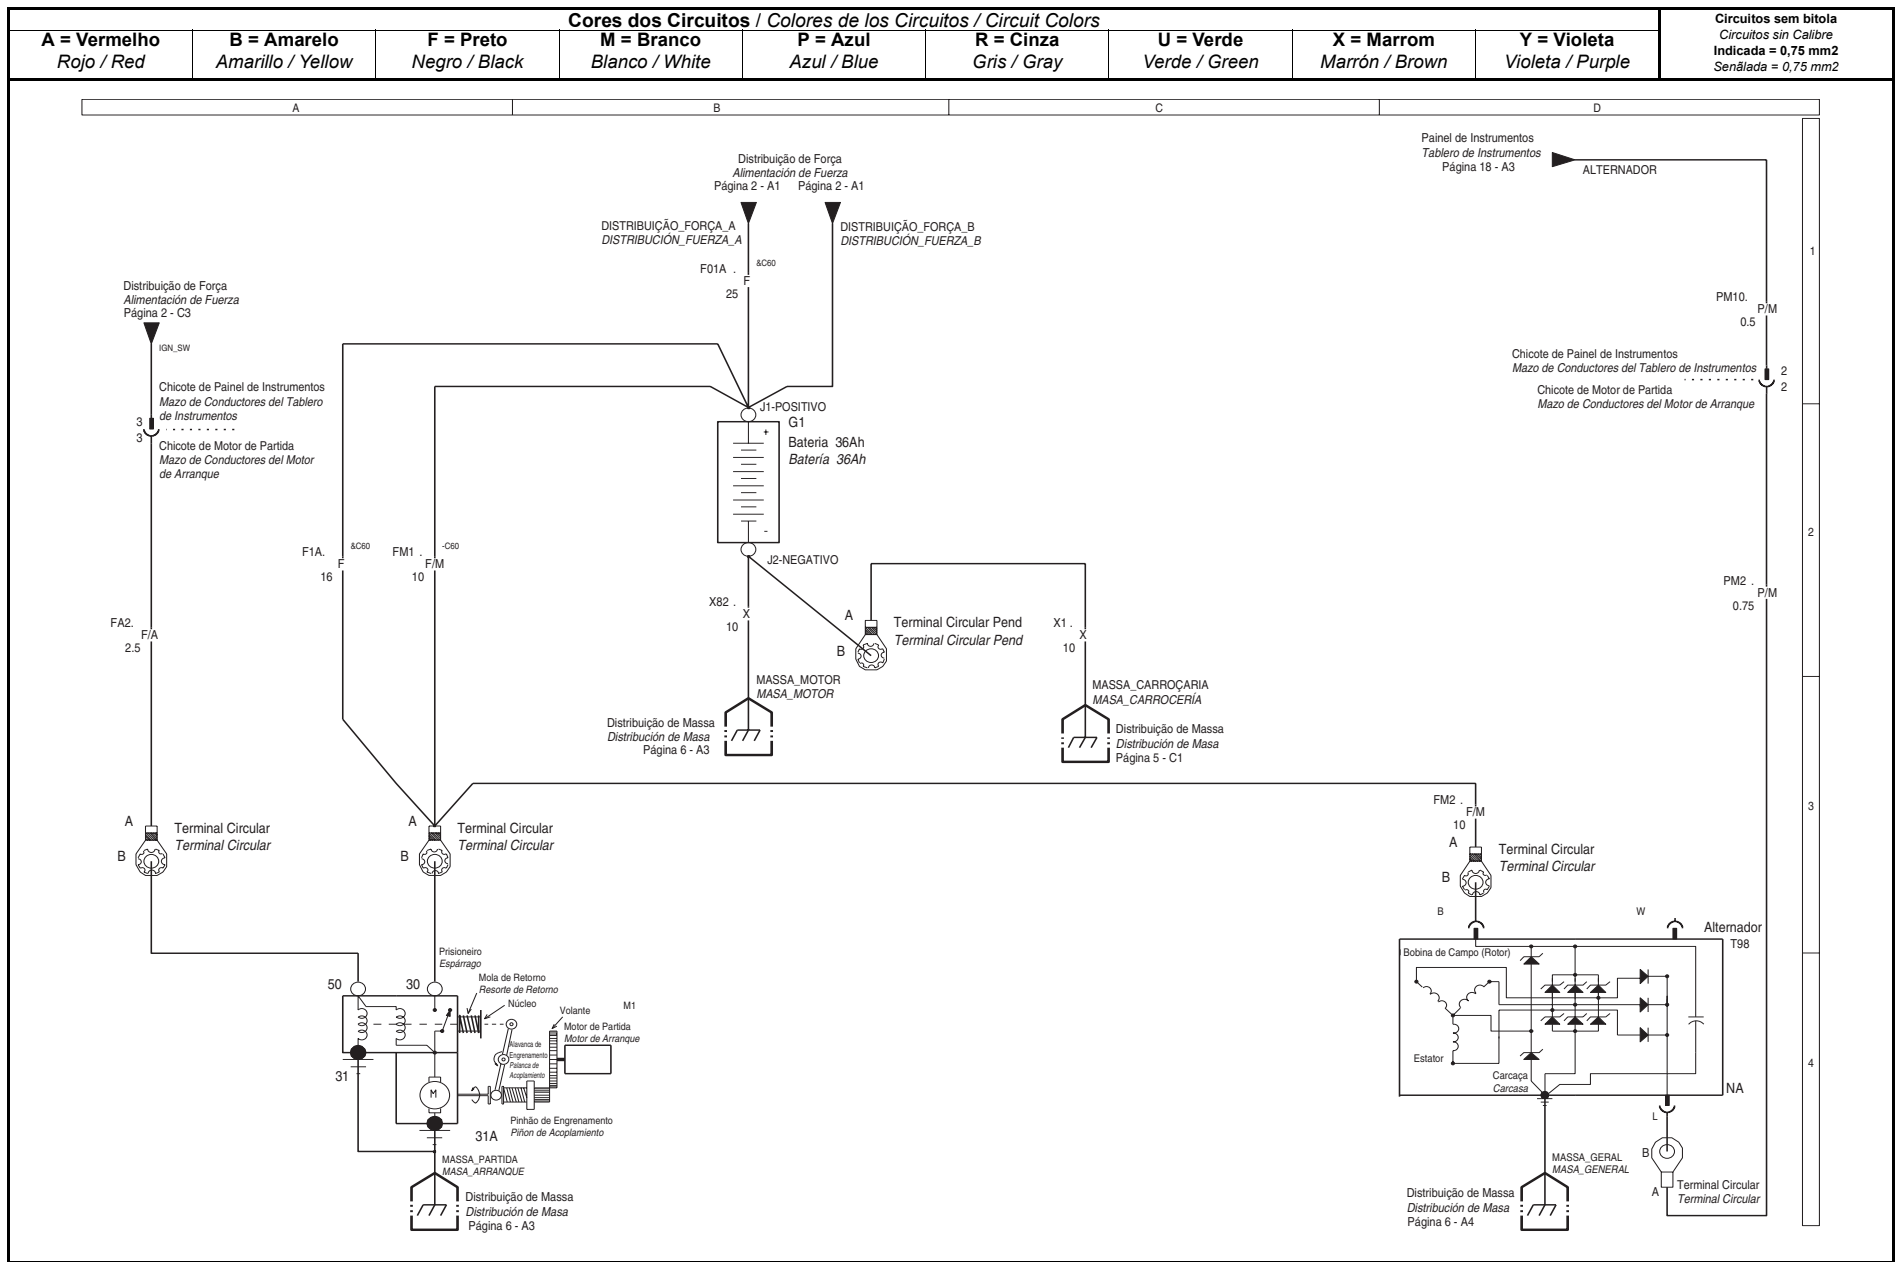 Cores dos Circuitos / Colores de los Circuitos / Circuit Colors
A = Vermelho
Rojo / Red
B = Amarelo
Amarillo / Yellow
F = Preto
Negro / Black
M = Branco
Blanco / White
P = Azul
Azul / Blue
R = Cinza
Gris / Gray
U = Verde
Verde / Green
X = Marrom
Marrón / Brown
Y = Violeta
Violeta / Purple
Circuitos sem bitola
Circuitos sin Calibre
Indicada = 0,75 mm2
Senãlada = 0,75 mm2
A
B
C
D
1
2
3
4
Distribuição de Força
Alimentación de Fuerza
Página 2 - A1 Página 2 - A1
DISTRIBUIÇÃO_FORÇA_A
DISTRIBUCIÓN_FUERZA_A
DISTRIBUIÇÃO_FORÇA_B
DISTRIBUCIÓN_FUERZA_B
F01A .
&C60
F
25
Painel de Instrumentos
Tablero de Instrumentos
Página 18 - A3
ALTERNADOR
PM10.
P/M
0.5
Chicote de Painel de Instrumentos
Mazo de Conductores del Tablero de Instrumentos
2
2
Chicote de Motor de Partida
Mazo de Conductores del Motor de Arranque
PM2 .
P/M
0.75
Distribuição de Força
Alimentación de Fuerza
Página 2 - C3
IGN_SW
Chicote de Painel de Instrumentos
Mazo de Conductores del Tablero
de Instrumentos
3
3
Chicote de Motor de Partida
Mazo de Conductores del Motor
de Arranque
FA2.
F/A
2.5
F1A.
&C60
F
16
FM1 .
-C60
F/M
10
J1-POSITIVO
G1
+
Bateria 36Ah
Batería 36Ah
-
J2-NEGATIVO
X82 .
X
10
A
B
Terminal Circular Pend
Terminal Circular Pend
X1 .
X
10
MASSA_MOTOR
MASA_MOTOR
Distribuição de Massa
Distribución de Masa
Página 6 - A3
MASSA_CARROÇARIA
MASA_CARROCERÍA
Distribuição de Massa
Distribución de Masa
Página 5 - C1
A
B
Terminal Circular
Terminal Circular
A
B
Terminal Circular
Terminal Circular
FM2 .
F/M
10
A
B
Terminal Circular
Terminal Circular
B
W
Alternador
T98
Bobina de Campo (Rotor)
Estator
Carcaça
Carcasa
NA
L
B
A
Terminal Circular
Terminal Circular
MASSA_GERAL
MASA_GENERAL
Distribuição de Massa
Distribución de Masa
Página 6 - A4
50
30
Prisioneiro
Espárrago
Mola de Retorno
Resorte de Retorno
Núcleo
Volante
M1
Motor de Partida
Motor de Arranque
Alavanca de
Engrenamento
Palanca de
Acoplamiento
31
M
31A
Pinhão de Engrenamento
Piñon de Acoplamiento
MASSA_PARTIDA
MASA_ARRANQUE
Distribuição de Massa
Distribución de Masa
Página 6 - A3